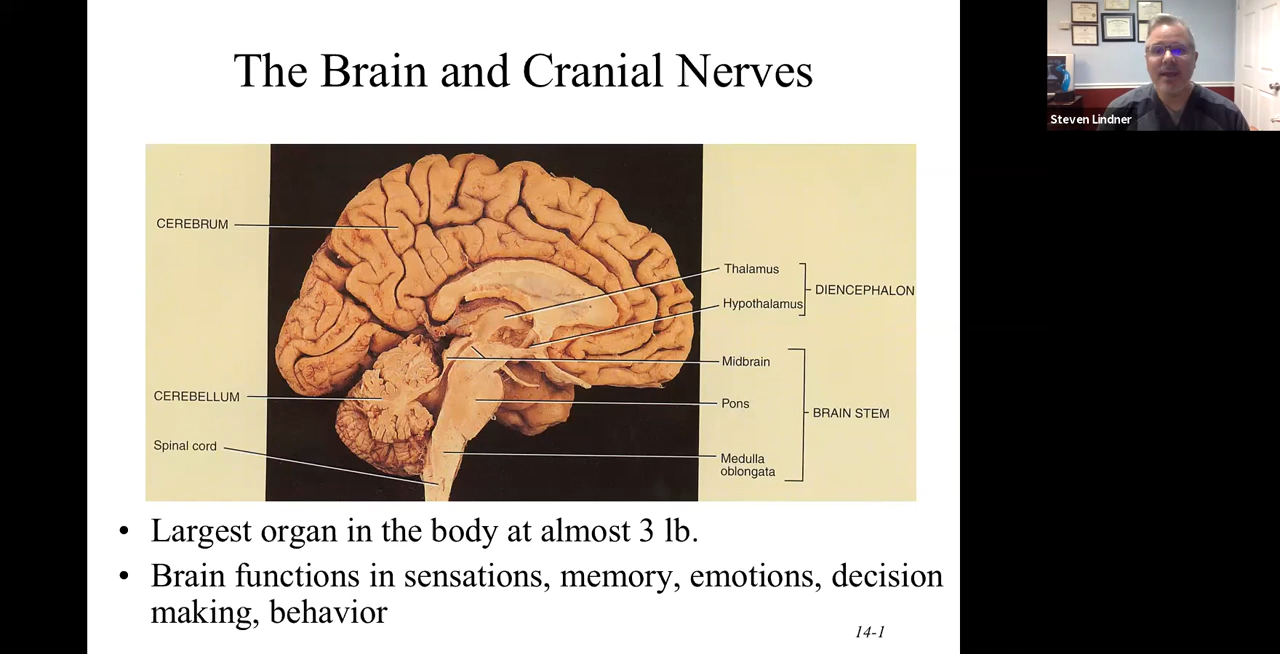 The Brain and Cranial Nerves
Steven Lindner
CEREBRUM
Thalamus
Hypothalamus
DIENCEPHALON
Midbrain
CEREBELLUM
Pons
BRAIN STEM
Spinal cord
Medulla
oblongata
• Largest organ in the body at almost 3 lb.
• Brain functions in sensations, memory, emotions, decision
making, behavior
14-1